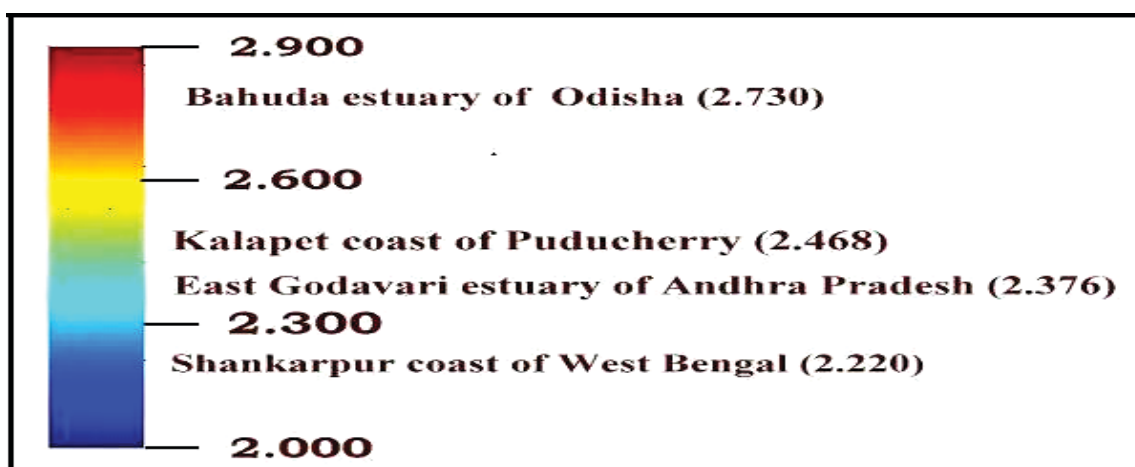 2.900
Bahuda estuary of Odisha (2.730)
2.600
Kalapet coast of Puducherry (2.468)
East Godavari estuary of Andhra Pradesh (2.376)
2.300
Shankarpur coast of West Bengal (2.220)
2.000